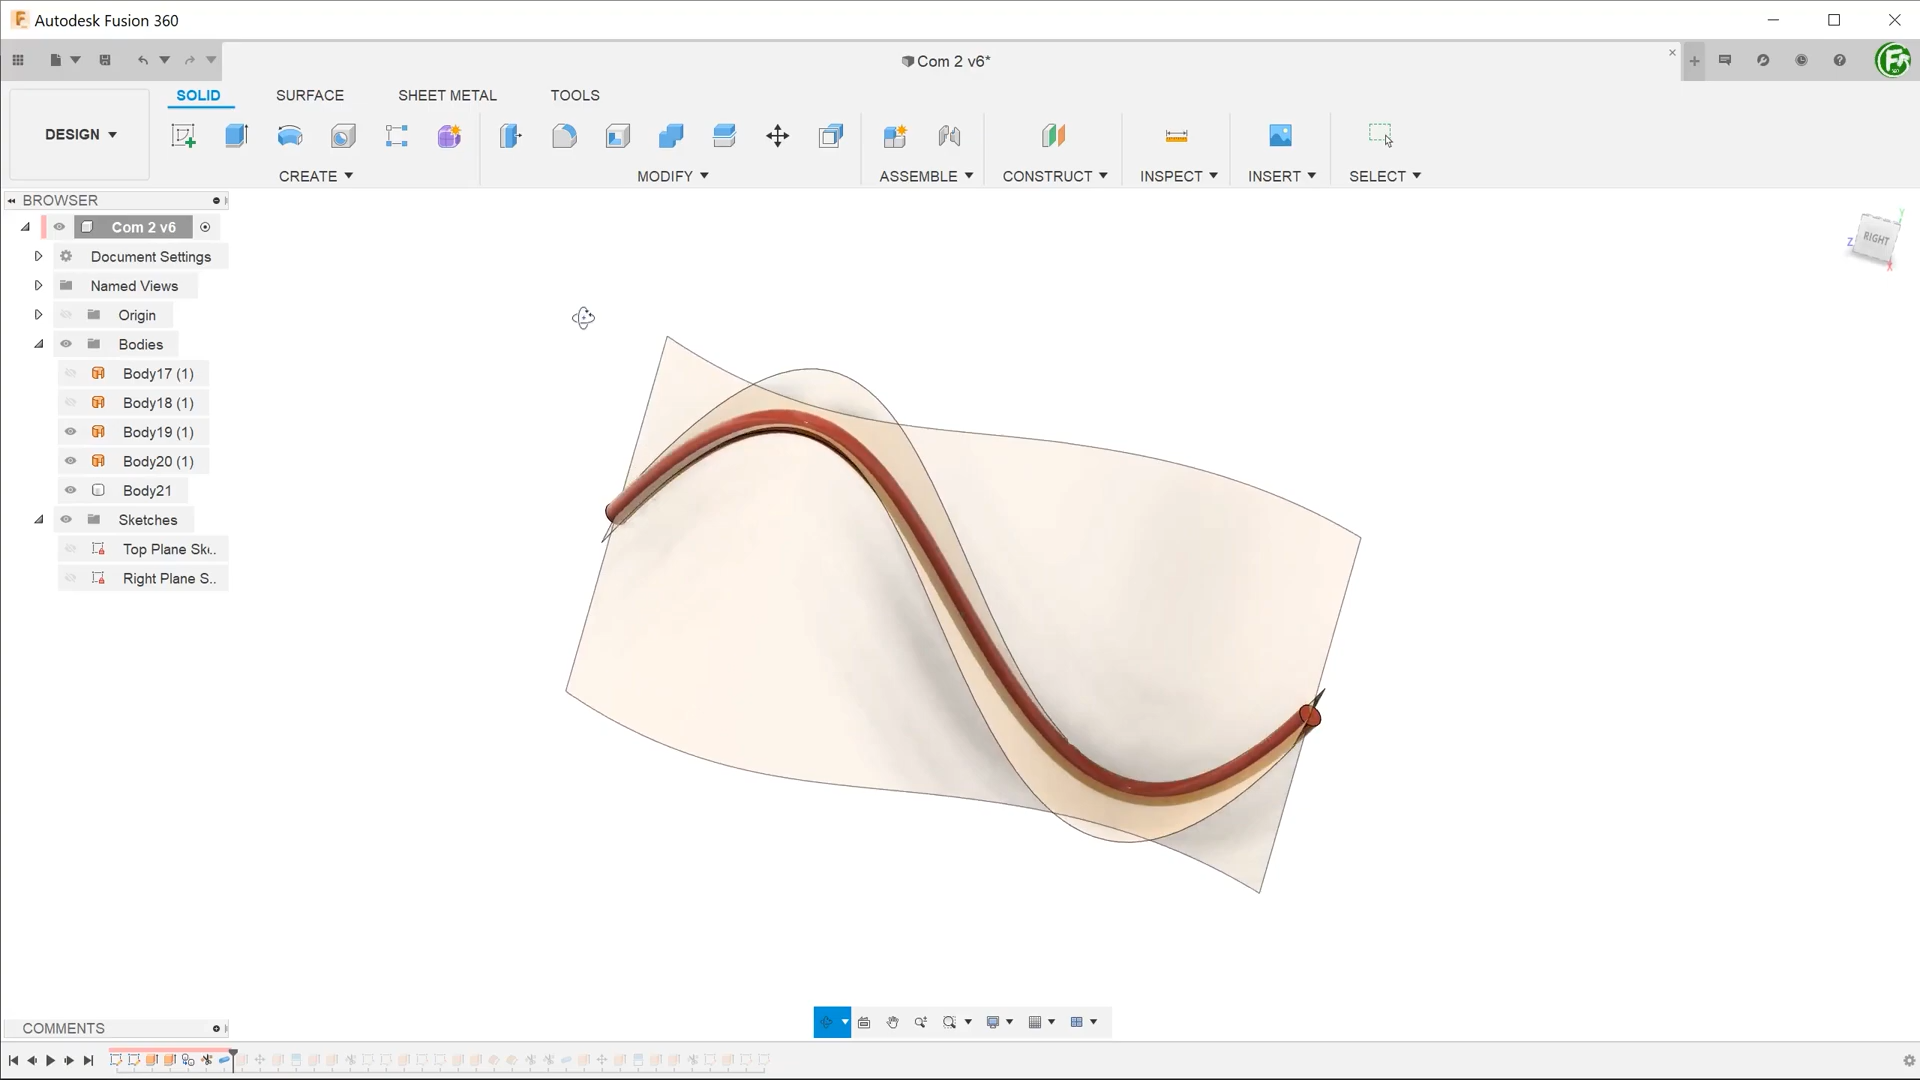 Autodesk Fusion 360
Com 2 v6*
SOLID SURFACE SHEET METAL TOOLS
DESIGN
CREATE MODIFY ASSEMBLE CONSTRUCT INSPECT INSERT SELECT
BROWSER
Com 2 v6
Document Settings
Named Views
Origin
Bodies
Body17 (1)
Body18 (1)
Body19 (1)
Body20 (1)
Body21
Sketches
Top Plane Ske..
Right Plane S..
Y
Z
RIGHT
X
COMMENTS